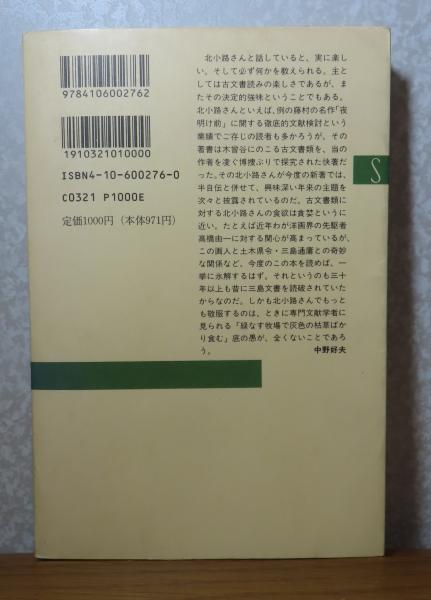 9784106002762
1910321010000
ISBN4-10-600276-0
C0321 P1000E
定価1000円（本体971円）
S
北小路さんと話していると、実に楽し
い。そして必ず何かを教えられる。主と
しては古文書読みの楽しさであるが、ま
たその決定的強味ということでもある。
北小路さんといえば、例の藤村の名作「夜
明け前」に関する徹底的文献検討という
業績でご存じの読者も多かろうが、その
著書は木曾谷にのこる古文書類を、当の
作者を凌ぐ博捜ぶりで探究された快著だ
った。その北小路さんが今度の新著では、
半自伝と併せて、興味深い年来の主題を
次々と披露されているのだ。古文書類に
対する北小路さんの食欲は貪婪というに
近い。たとえば近年わが洋画界の先駆者
高橋由一に対する関心が高まっているが、
この画人と土木県令・三島通庸との奇妙
な関係など、今度のこの本を読めば、一
挙に氷解するはず。それというのも三十
年以上も昔に三島文書を読破されていた
からなのだ。しかも北小路さんでもっと
も敬服するのは、ときに専門文献学者に
見られる「緑なす牧場で灰色の枯草ばか
り食む」底の愚が、全くないことであろ
う。
中野好夫